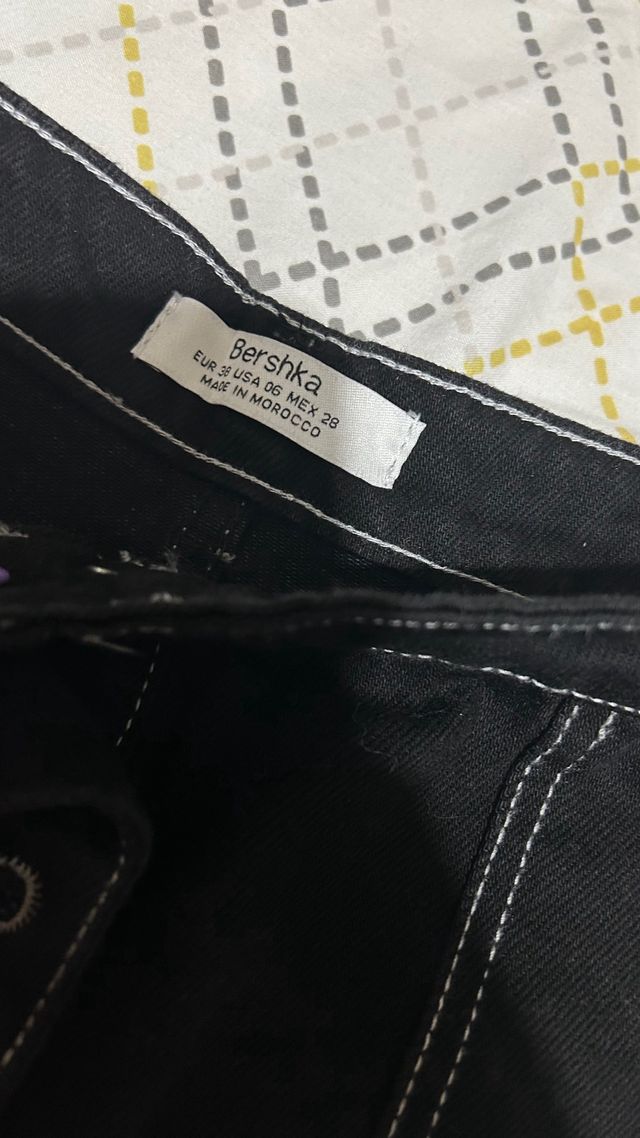 Bershka
EUR 38 USA 06 MEX 28
MADE IN MOROCCO